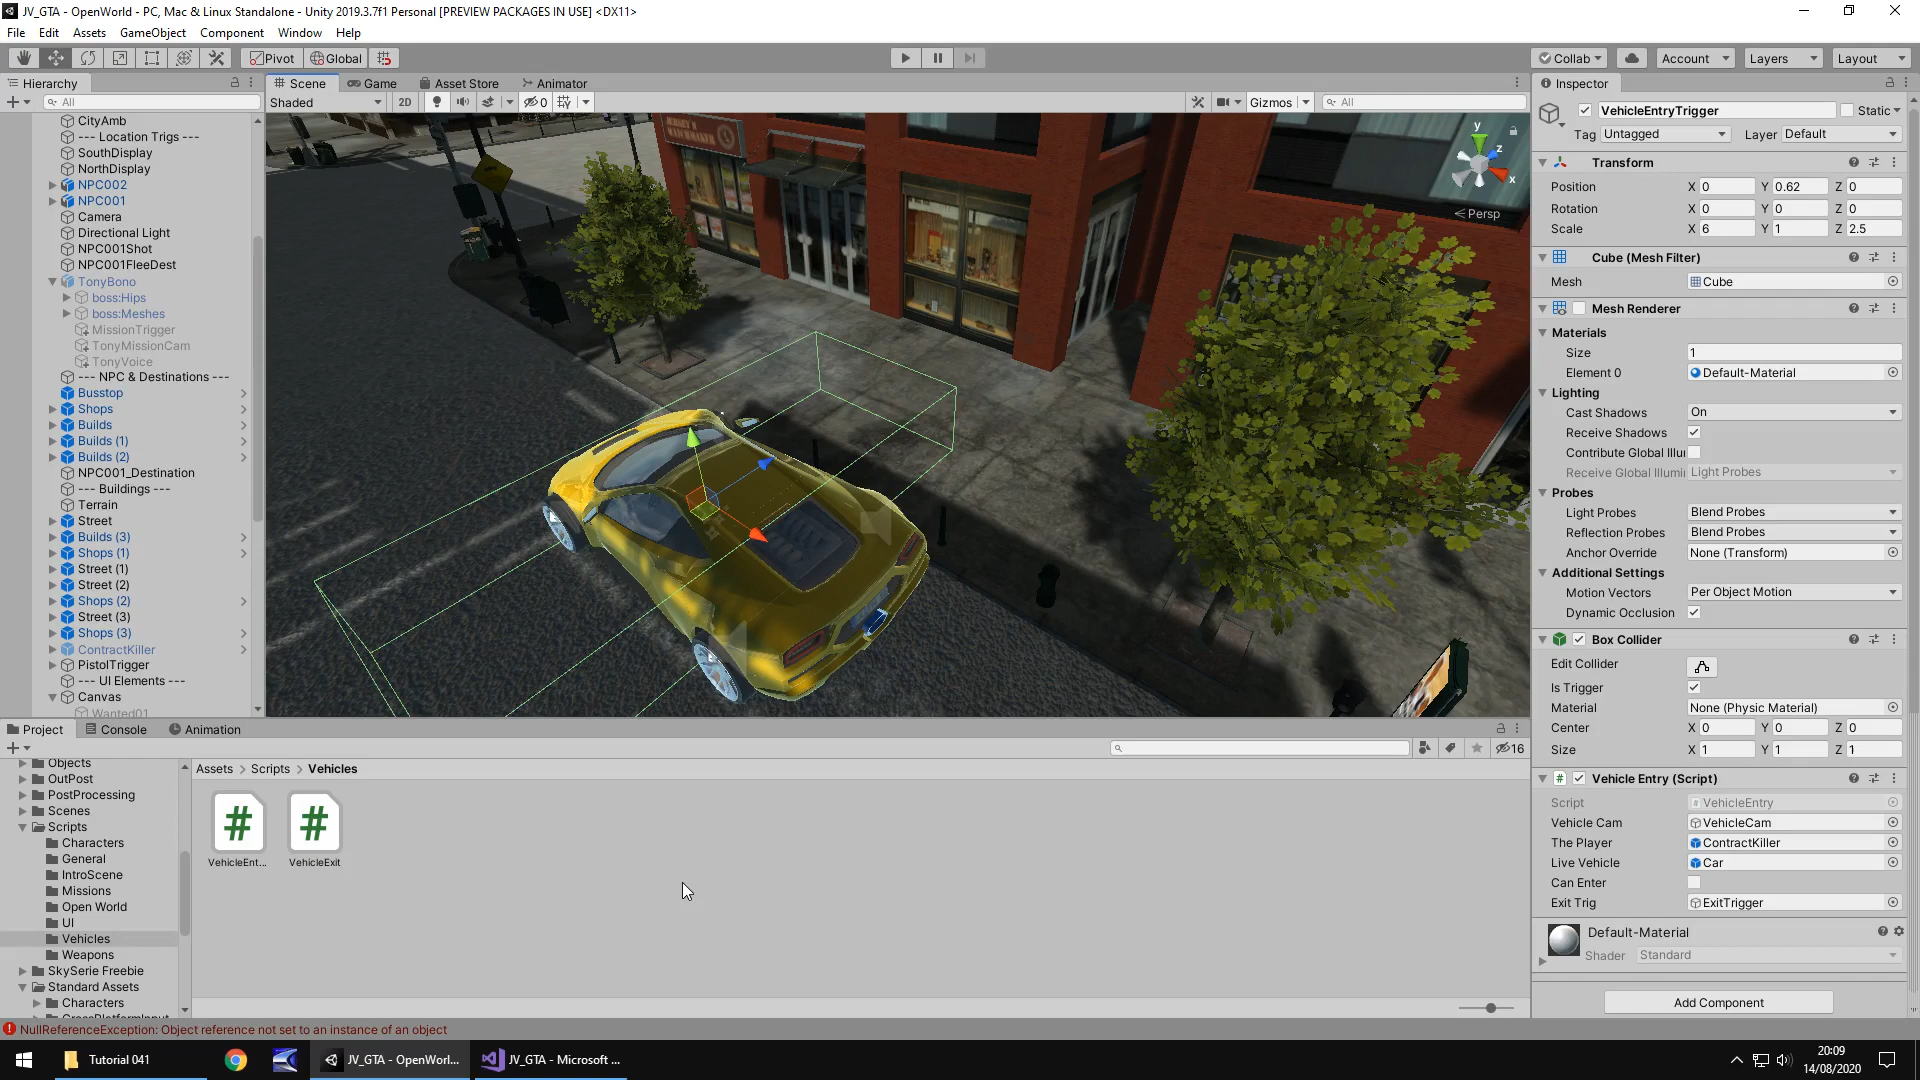 JV_GTA - OpenWorld - PC, Mac & Linux Standalone - Unity 2019.3.7f1 Personal [PREVIEW PACKAGES IN USE] <DX11>
File Edit Assets GameObject Component Window Help
Pivot Global Collab Account Layers Layout
Hierarchy Scene Game Asset Store Animator Inspector
All Shaded 2D 0 Gizmos All
VehicleEntryTrigger Static
Tag Untagged Layer Default
Transform
Position X 0 Y 0.62 Z 0
Rotation X 0 Y 0 Z 0
Scale X 6 Y 1 Z 2.5
Cube (Mesh Filter)
Mesh Cube
Mesh Renderer
Materials
Size 1
Element 0 Default-Material
Lighting
Cast Shadows On
Receive Shadows
Contribute Global Illui
Receive Global Illumii Light Probes
Probes
Light Probes Blend Probes
Reflection Probes Blend Probes
Anchor Override None (Transform)
Additional Settings
Motion Vectors Per Object Motion
Dynamic Occlusion
Box Collider
Edit Collider
Is Trigger
Material None (Physic Material)
Center X 0 Y 0 Z 0
Size X 1 Y 1 Z 1
Vehicle Entry (Script)
Script VehicleEntry
Vehicle Cam VehicleCam
The Player ContractKiller
Live Vehicle Car
Can Enter
Exit Trig ExitTrigger
Default-Material
Shader Standard
Add Component
CityAmb
--- Location Trigs ---
SouthDisplay
NorthDisplay
NPC002
NPC001
Camera
Directional Light
NPC001Shot
NPC001FleeDest
TonyBono
boss:Hips
boss:Meshes
MissionTrigger
TonyMissionCam
TonyVoice
--- NPC & Destinations ---
Busstop
Shops
Builds
Builds (1)
Builds (2)
NPC001_Destination
--- Buildings ---
Terrain
Street
Builds (3)
Shops (1)
Street (1)
Street (2)
Shops (2)
Street (3)
Shops (3)
ContractKiller
PistolTrigger
--- UI Elements ---
Canvas
Wanted01
y
z
x
Persp
Project Console Animation
16
Objects
OutPost
PostProcessing
Scenes
Scripts
Characters
General
IntroScene
Missions
Open World
UI
Vehicles
Weapons
SkySerie Freebie
Standard Assets
Characters
CrossPlatformInput
Assets > Scripts > Vehicles
# #
VehicleEnt... VehicleExit
NullReferenceException: Object reference not set to an instance of an object
Tutorial 041 JV_GTA - OpenWorl... JV_GTA - Microsoft ...
20:09
14/08/2020